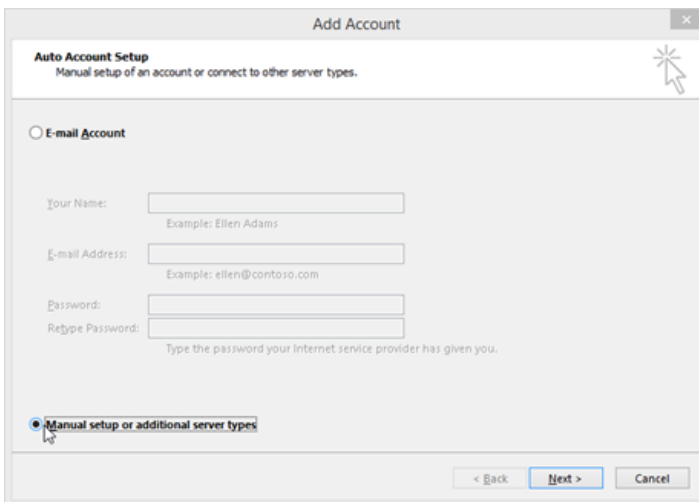 Add Account
Auto Account Setup
Manual setup of an account or connect to other server types.
E-mail Account
Your Name:
Example: Ellen Adams
E-mail Address:
Example: ellen@contoso.com
Password:
Retype Password:
Type the password your Internet service provider has given you.
Manual setup or additional server types
< Back Next > Cancel